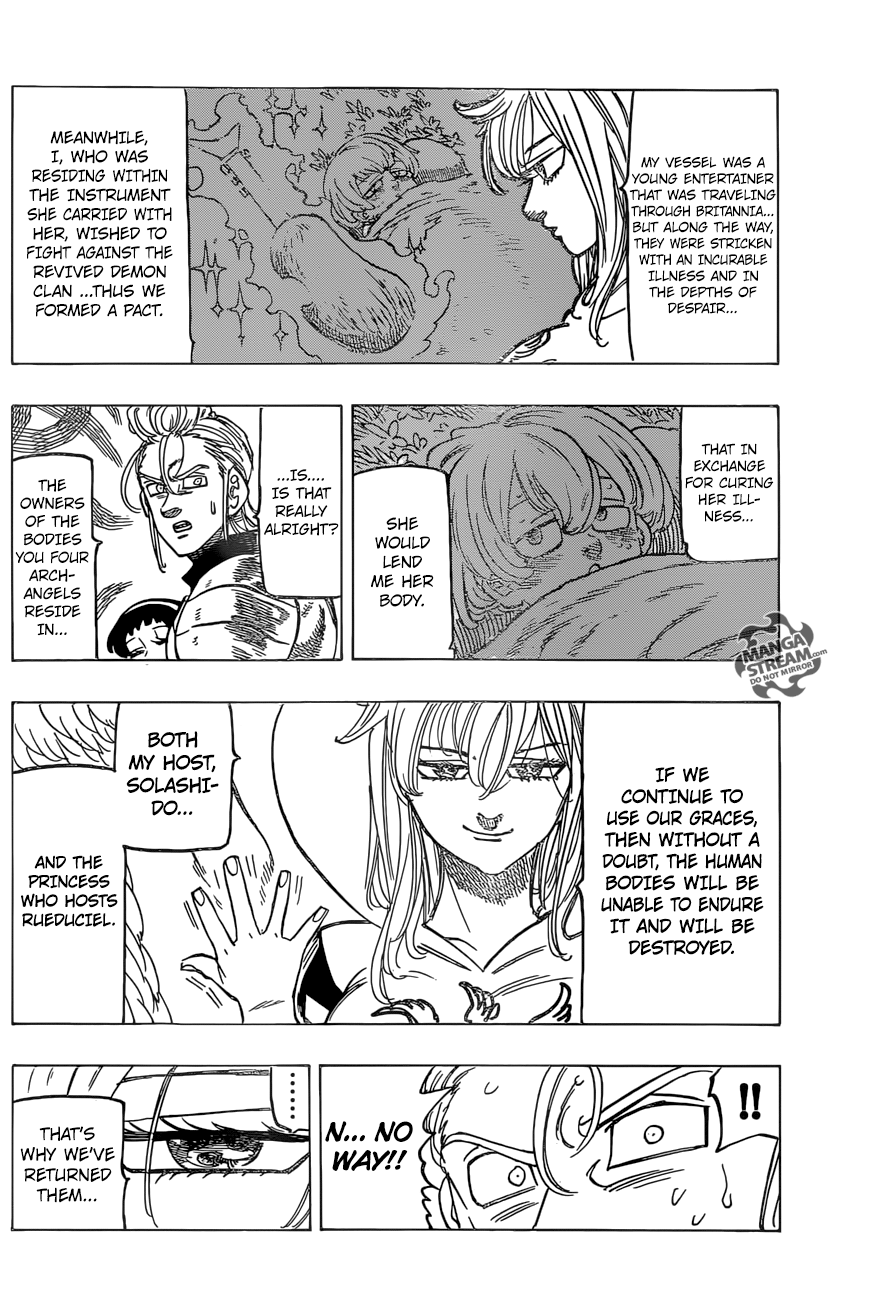 MY VESSEL WAS A
YOUNG ENTERTAINER
THAT WAS TRAVELING
THROUGH BRITANNIA...
BUT ALONG THE WAY,
THEY WERE STRICKEN
WITH AN INCURABLE
ILLNESS AND IN
THE DEPTHS OF
DESPAIR...
MEANWHILE,
I, WHO WAS
RESIDING WITHIN
THE INSTRUMENT
SHE CARRIED WITH
HER, WISHED TO
FIGHT AGAINST THE
REVIVED DEMON
CLAN ...THUS WE
FORMED A PACT.
THAT IN
EXCHANGE
FOR CURING
HER ILL-
NESS...
SHE
WOULD
LEND
ME HER
BODY.
...IS....
IS THAT
REALLY
ALRIGHT?
THE
OWNERS
OF THE
BODIES
YOU FOUR
ARCH-
ANGELS
RESIDE
IN...
MANGA
STREAM.com
DO NOT MIRROR
IF WE
CONTINUE TO
USE OUR GRACES,
THEN WITHOUT A
DOUBT, THE HUMAN
BODIES WILL BE
UNABLE TO ENDURE
IT AND WILL BE
DESTROYED.
BOTH
MY HOST,
SOLASHI-
DO...
AND THE
PRINCESS
WHO HOSTS
RUEDUCIEL.
!!
N... NO
WAY!!
......
THAT'S
WHY WE'VE
RETURNED
THEM...